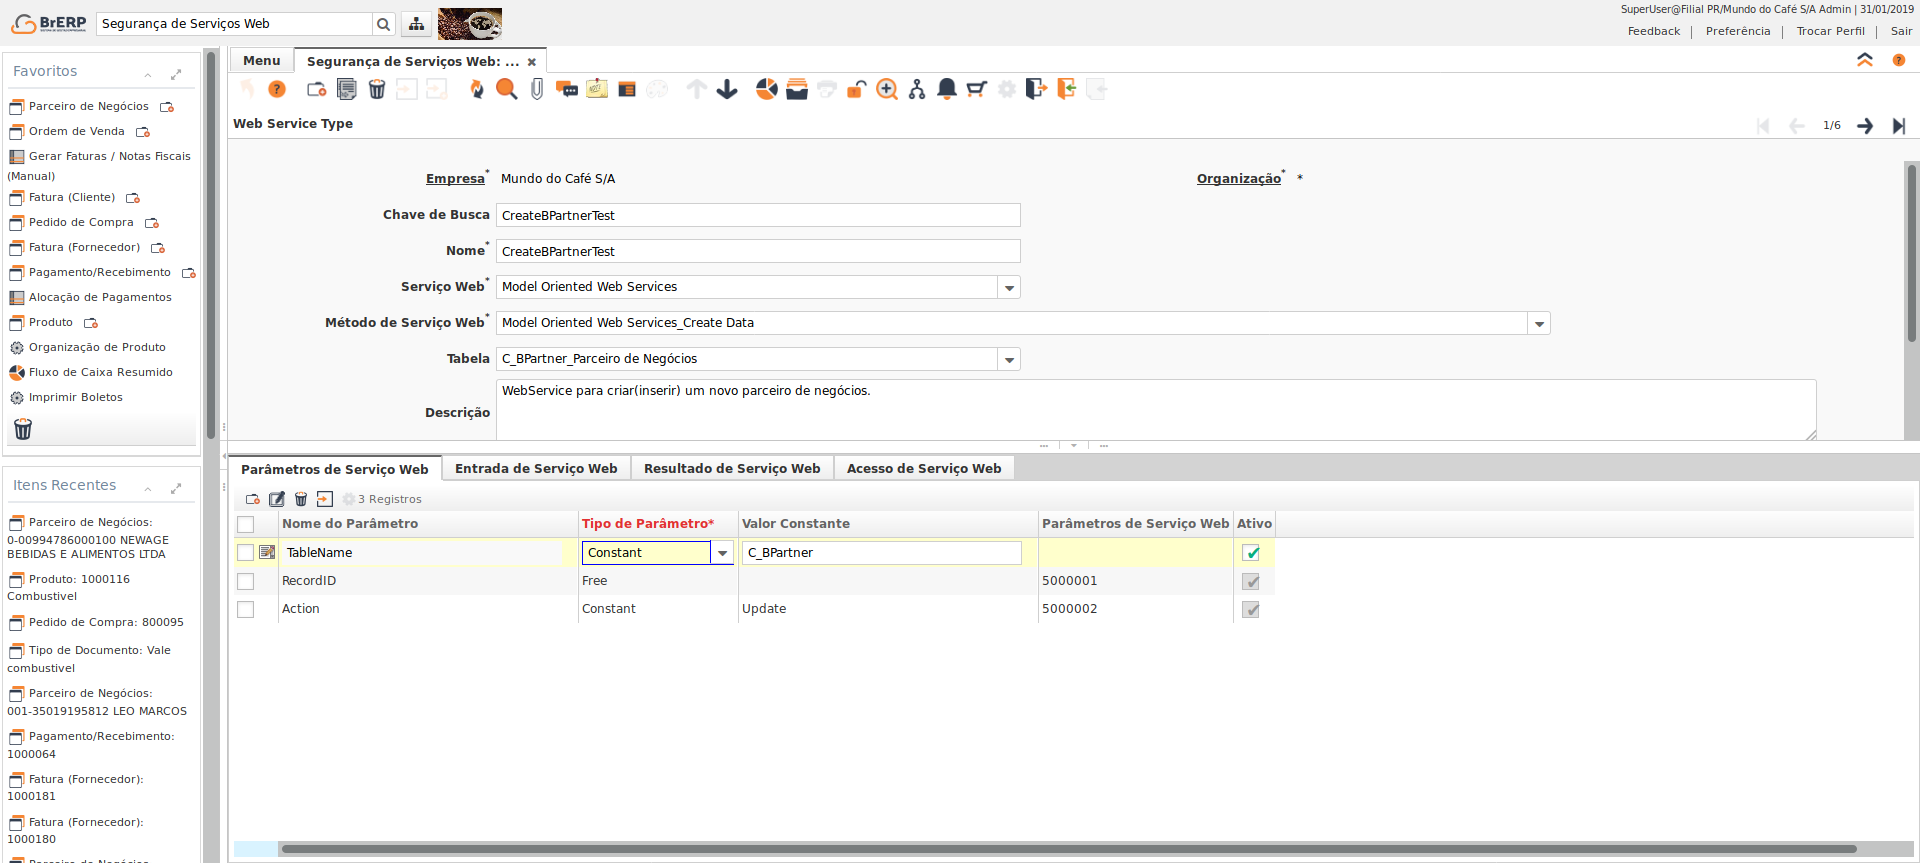 BrERP
Segurança de Serviços Web
SuperUser@Filial PR/Mundo do Café S/A Admin | 31/01/2019
Feedback | Preferência | Trocar Perfil | Sair
Favoritos
Parceiro de Negócios
Ordem de Venda
Gerar Faturas / Notas Fiscais
(Manual)
Fatura (Cliente)
Pedido de Compra
Fatura (Fornecedor)
Pagamento/Recebimento
Alocação de Pagamentos
Produto
Organização de Produto
Fluxo de Caixa Resumido
Imprimir Boletos
Itens Recentes
Parceiro de Negócios:
0-00994786000100 NEWAGE
BEBIDAS E ALIMENTOS LTDA
Produto: 1000116
Combustivel
Pedido de Compra: 800095
Tipo de Documento: Vale
combustivel
Parceiro de Negócios:
001-35019195812 LEO MARCOS
Pagamento/Recebimento:
1000064
Fatura (Fornecedor):
1000181
Fatura (Fornecedor):
1000180
Menu
Segurança de Serviços Web: ...
Web Service Type
1/6
Empresa* Mundo do Café S/A
Organização* *
Chave de Busca CreateBPartnerTest
Nome* CreateBPartnerTest
Serviço Web* Model Oriented Web Services
Método de Serviço Web* Model Oriented Web Services_Create Data
Tabela C_BPartner_Parceiro de Negócios
Descrição WebService para criar(inserir) um novo parceiro de negócios.
Parâmetros de Serviço Web Entrada de Serviço Web Resultado de Serviço Web Acesso de Serviço Web
3 Registros
Nome do Parâmetro Tipo de Parâmetro* Valor Constante Parâmetros de Serviço Web Ativo
TableName Constant C_BPartner
RecordID Free 5000001
Action Constant Update 5000002